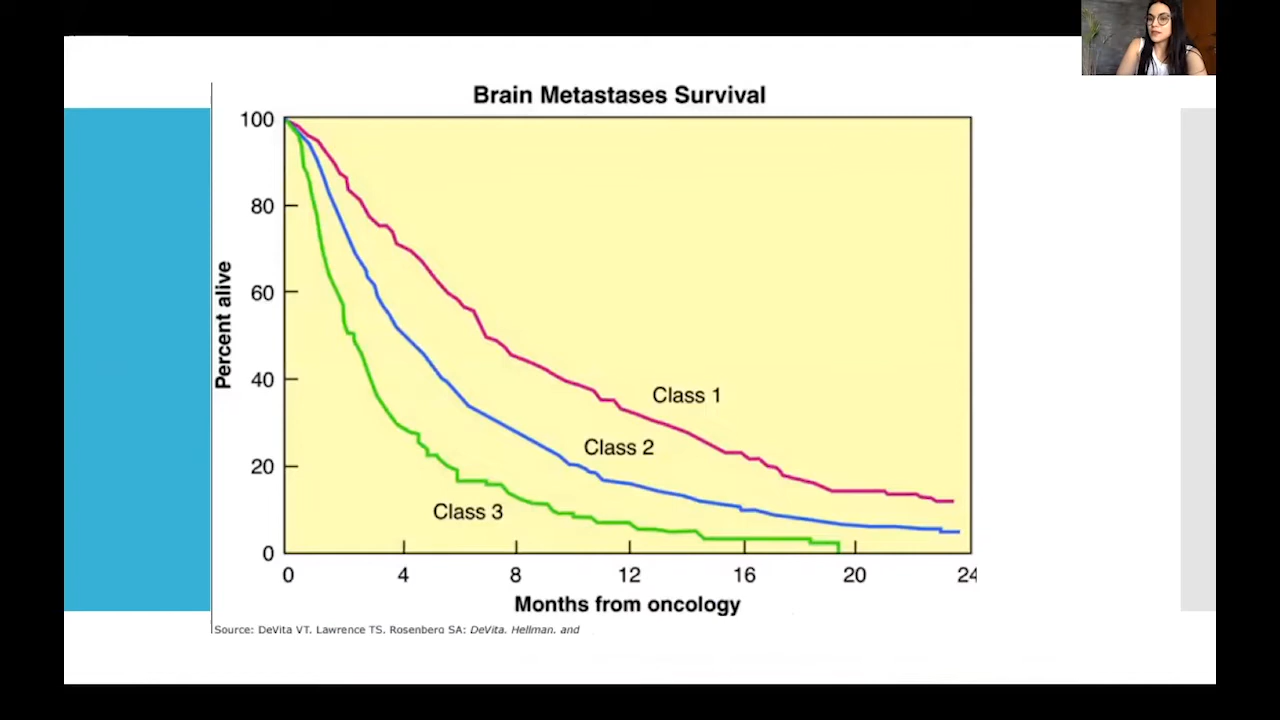 Brain Metastases Survival
100
80
60
40
20
0
Percent alive
Class 1
Class 2
Class 3
0 4 8 12 16 20 24
Months from oncology
Source: DeVita VT, Lawrence TS, Rosenberg SA: DeVita, Hellman, and